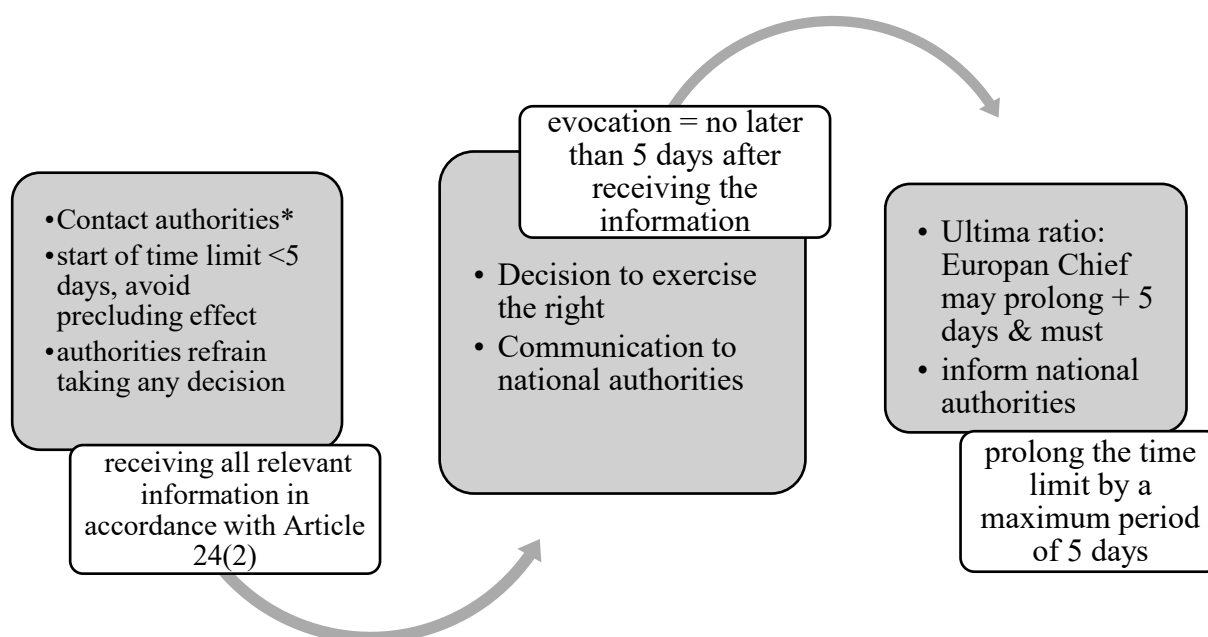 •Contact authorities*
•start of time limit <5
days, avoid
precluding effect
•authorities refrain
taking any decision
receiving all relevant
information in
accordance with Article
24(2)
evocation = no later
than 5 days after
receiving the
information
• Decision to exercise
the right
• Communication to
national authorities
• Ultima ratio:
Europan Chief
may prolong + 5
days & must
• inform national
authorities
prolong the time
limit by a
maximum period
of 5 days